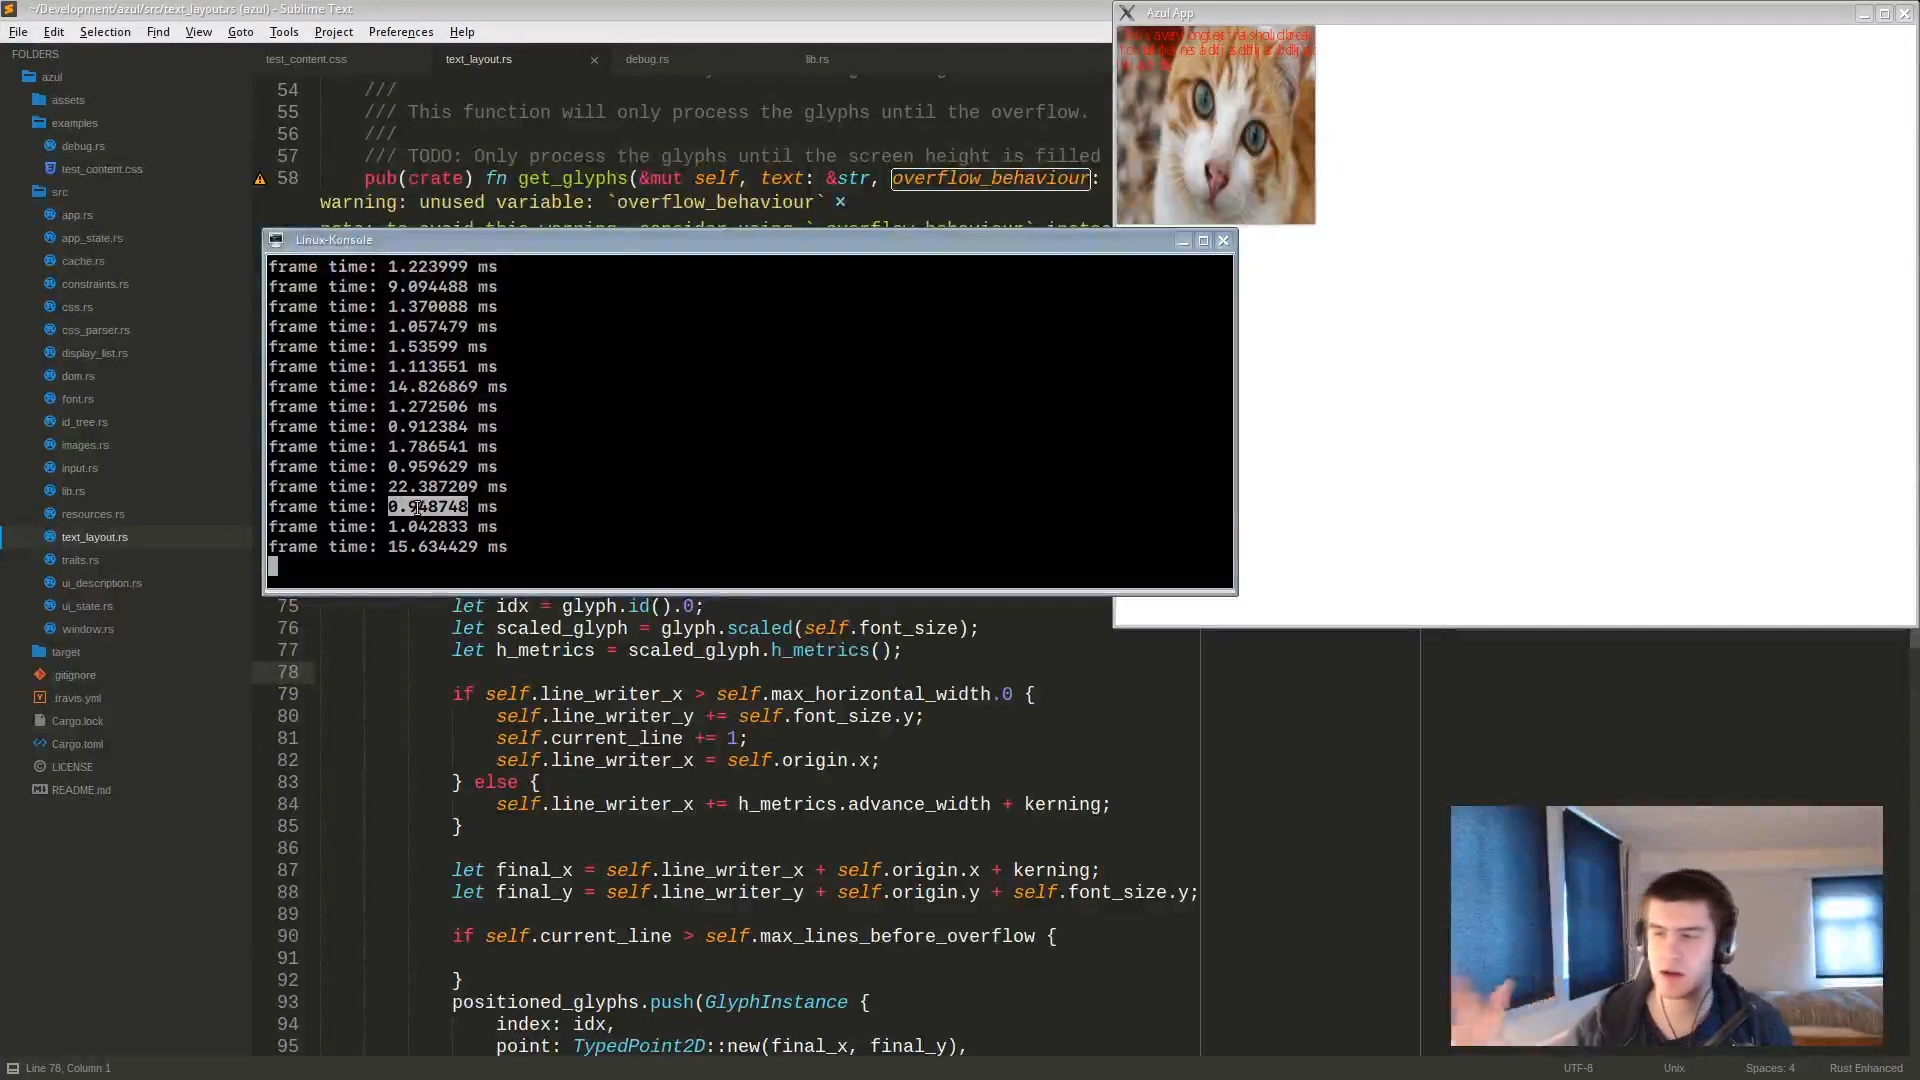 ~/Development/azul/src/text_layout.rs (azul) - Sublime Text
File Edit Selection Find View Goto Tools Project Preferences Help
FOLDERS
azul
assets
examples
debug.rs
test_content.css
src
app.rs
app_state.rs
cache.rs
constraints.rs
css.rs
css_parser.rs
display_list.rs
dom.rs
font.rs
id_tree.rs
images.rs
input.rs
lib.rs
resources.rs
text_layout.rs
traits.rs
ui_description.rs
ui_state.rs
window.rs
target
.gitignore
.travis.yml
Cargo.lock
Cargo.toml
LICENSE
README.md
test_content.css text_layout.rs × debug.rs lib.rs
54 ///
55 /// This function will only process the glyphs until the overflow.
56 ///
57 /// TODO: Only process the glyphs until the screen height is filled
58 pub(crate) fn get_glyphs(&mut self, text: &str, overflow_behaviour:
warning: unused variable: `overflow_behaviour` ×
Linux-Konsole
frame time: 1.223999 ms
frame time: 9.094488 ms
frame time: 1.370088 ms
frame time: 1.057479 ms
frame time: 1.53599 ms
frame time: 1.113551 ms
frame time: 14.826869 ms
frame time: 1.272506 ms
frame time: 0.912384 ms
frame time: 1.786541 ms
frame time: 0.959629 ms
frame time: 22.387209 ms
frame time: 0.948748 ms
frame time: 1.042833 ms
frame time: 15.634429 ms
75 let idx = glyph.id().0;
76 let scaled_glyph = glyph.scaled(self.font_size);
77 let h_metrics = scaled_glyph.h_metrics();
78
79 if self.line_writer_x > self.max_horizontal_width.0 {
80 self.line_writer_y += self.font_size.y;
81 self.current_line += 1;
82 self.line_writer_x = self.origin.x;
83 } else {
84 self.line_writer_x += h_metrics.advance_width + kerning;
85 }
86
87 let final_x = self.line_writer_x + self.origin.x + kerning;
88 let final_y = self.line_writer_y + self.origin.y + self.font_size.y;
89
90 if self.current_line > self.max_lines_before_overflow {
91
92 }
93 positioned_glyphs.push(GlyphInstance {
94 index: idx,
95 point: TypedPoint2D::new(final_x, final_y),
Azul App
Line 78, Column 1
UTF-8 Unix Spaces: 4 Rust Enhanced